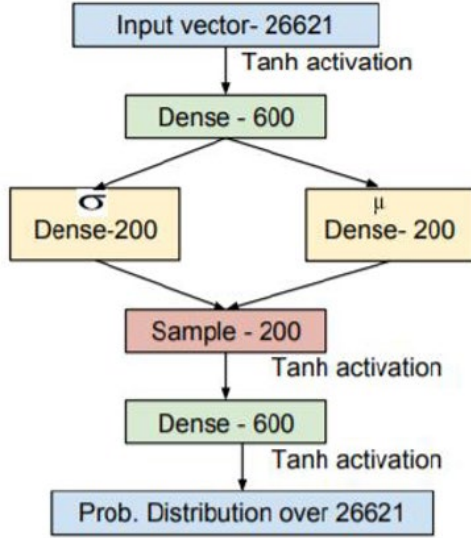 Input vector- 26621
Tanh activation
Dense - 600
σ
Dense-200
μ
Dense- 200
Sample - 200
Tanh activation
Dense - 600
Tanh activation
Prob. Distribution over 26621